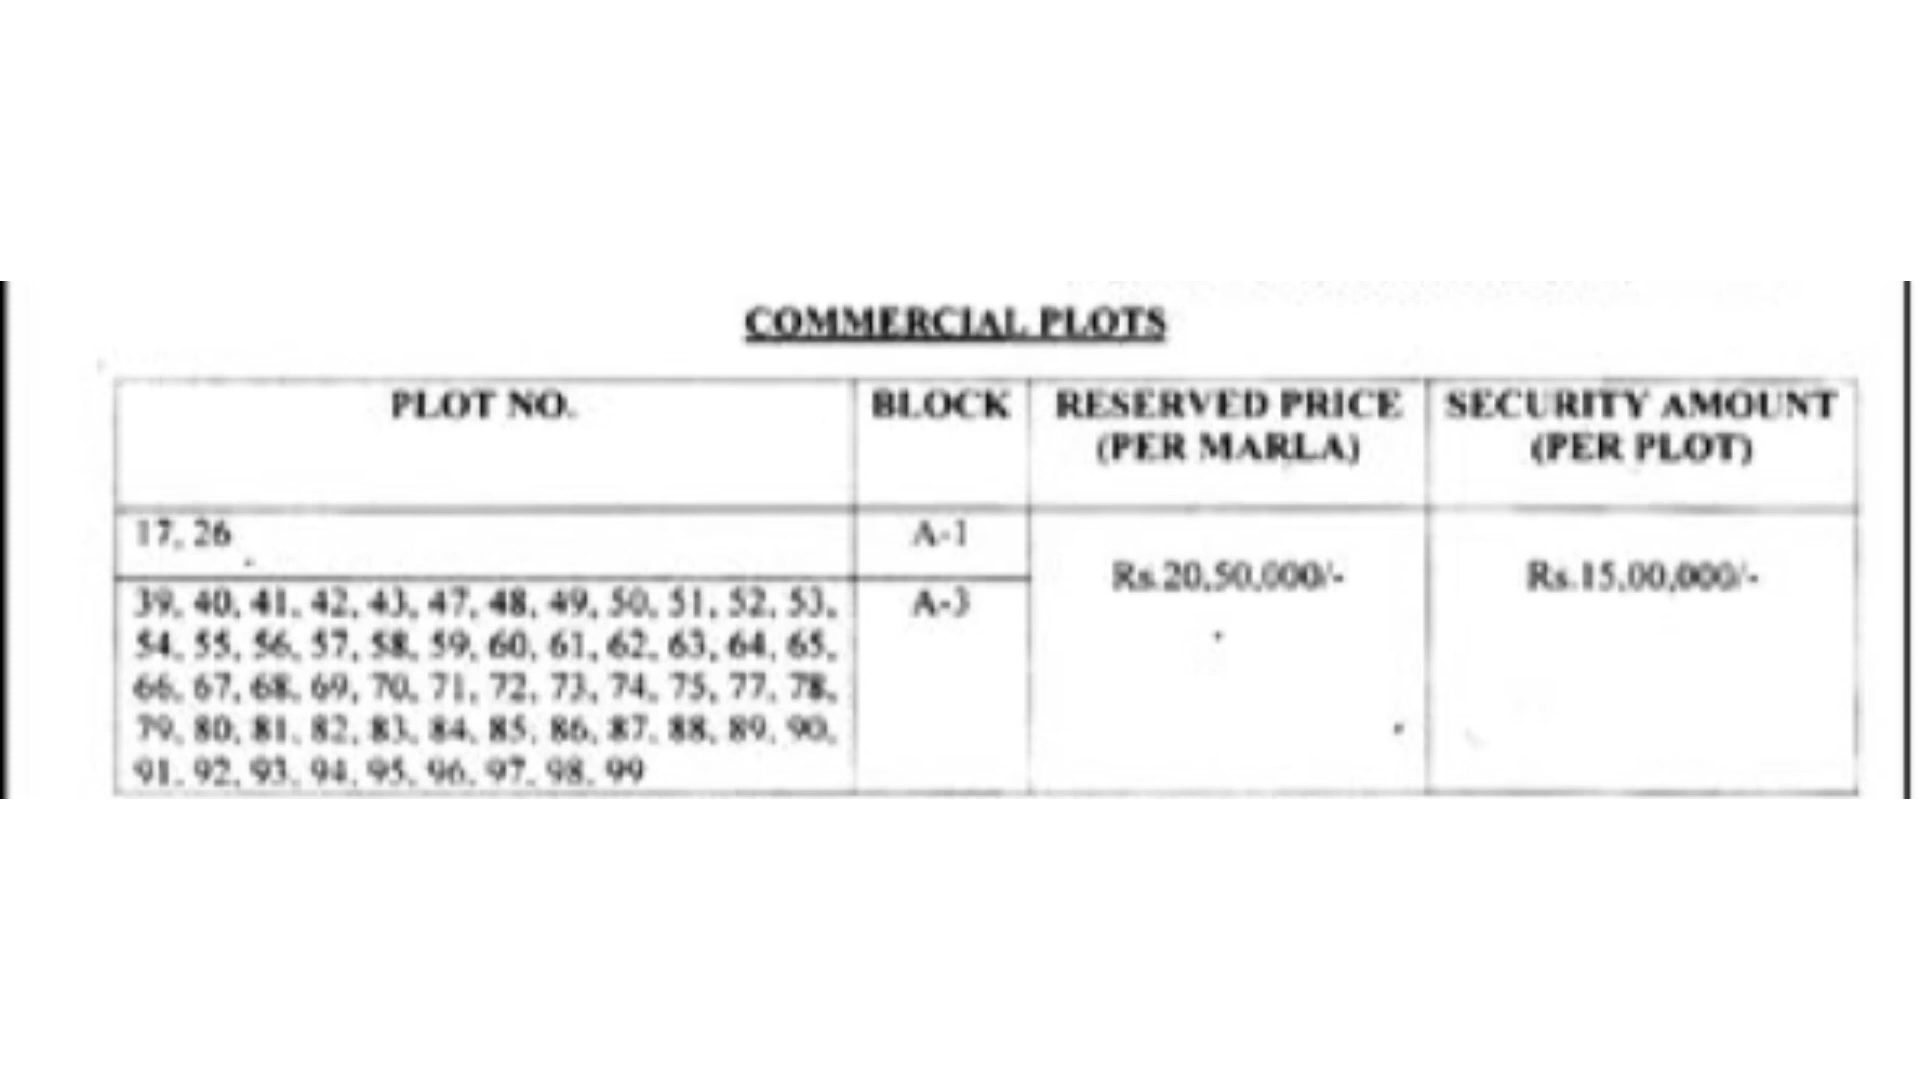 COMMERCIAL PLOTS
PLOT NO. BLOCK RESERVED PRICE (PER MARLA) SECURITY AMOUNT (PER PLOT)
17, 26 A-1
Rs.20,50,000/- Rs.15,00,000/-
39, 40, 41, 42, 43, 47, 48, 49, 50, 51, 52, 53, A-3
54, 55, 56, 57, 58, 59, 60, 61, 62, 63, 64, 65,
66, 67, 68, 69, 70, 71, 72, 73, 74, 75, 77, 78,
79, 80, 81, 82, 83, 84, 85, 86, 87, 88, 89, 90,
91, 92, 93, 94, 95, 96, 97, 98, 99